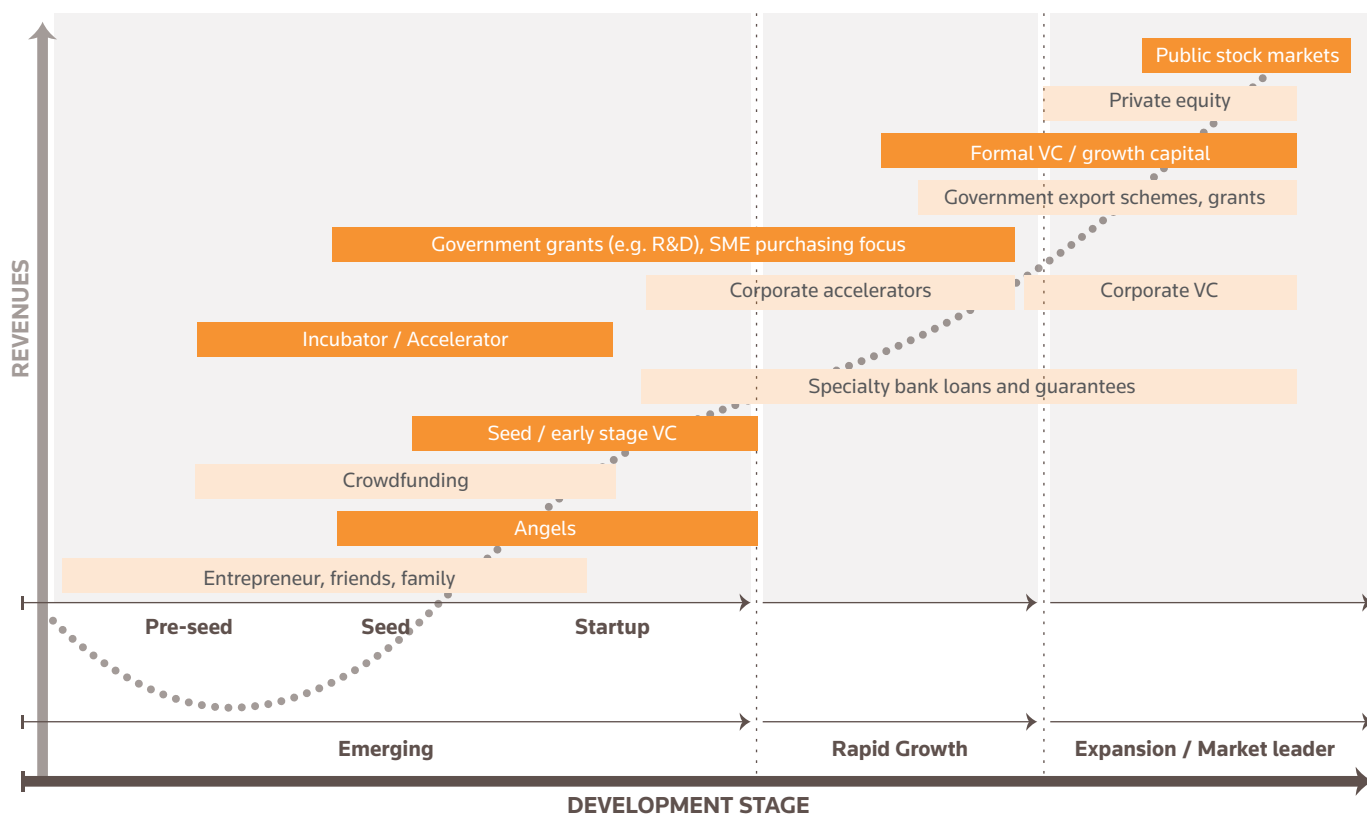 Public stock markets
Private equity
Formal VC / growth capital
Government export schemes, grants
Government grants (e.g. R&D), SME purchasing focus
Corporate accelerators
Corporate VC
Incubator / Accelerator
Specialty bank loans and guarantees
Seed / early stage VC
Crowdfunding
Angels
Entrepreneur, friends, family
REVENUES
Pre-seed
Seed
Startup
Emerging
Rapid Growth
Expansion / Market leader
DEVELOPMENT STAGE